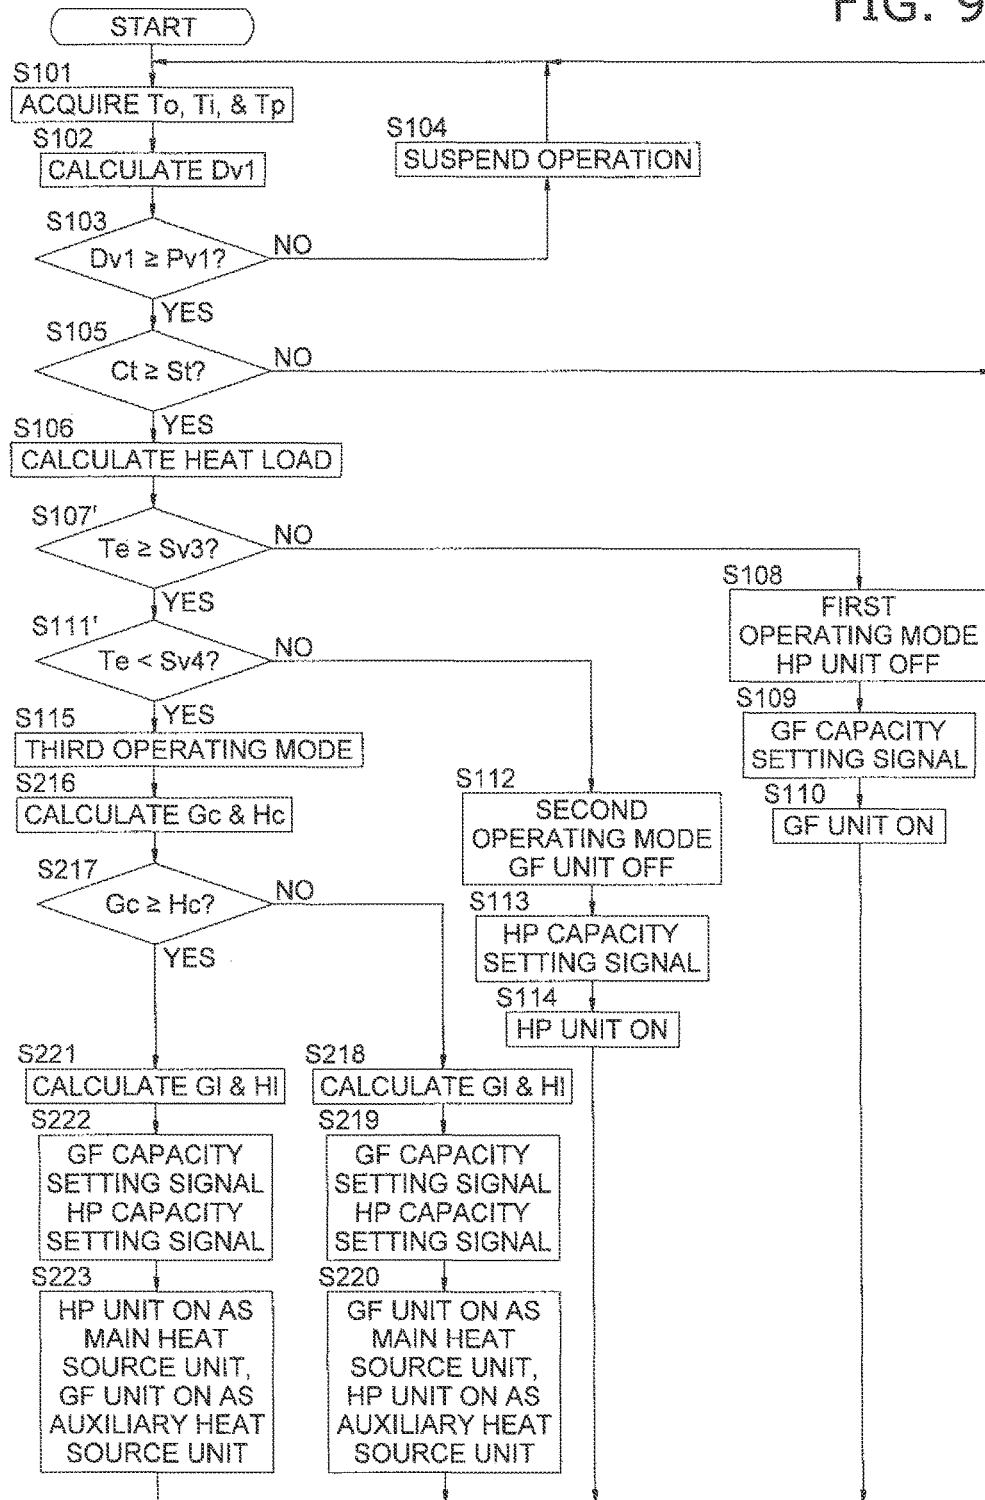 FIG. 9
START
S101
ACQUIRE To, Ti, & Tp
S102
CALCULATE Dv1
S104
SUSPEND OPERATION
S103
Dv1 ≥ Pv1?
NO
YES
S105
Ct ≥ St?
NO
YES
S106
CALCULATE HEAT LOAD
S107'
Te ≥ Sv3?
NO
YES
S108
FIRST
OPERATING MODE
HP UNIT OFF
S109
GF CAPACITY
SETTING SIGNAL
S110
GF UNIT ON
S111'
Te < Sv4?
NO
YES
S112
SECOND
OPERATING MODE
GF UNIT OFF
S113
HP CAPACITY
SETTING SIGNAL
S114
HP UNIT ON
S115
THIRD OPERATING MODE
S216
CALCULATE Gc & Hc
S217
Gc ≥ Hc?
NO
YES
S221
CALCULATE GI & HI
S222
GF CAPACITY
SETTING SIGNAL
HP CAPACITY
SETTING SIGNAL
S223
HP UNIT ON AS
MAIN HEAT
SOURCE UNIT,
GF UNIT ON AS
AUXILIARY HEAT
SOURCE UNIT
S218
CALCULATE GI & HI
S219
GF CAPACITY
SETTING SIGNAL
HP CAPACITY
SETTING SIGNAL
S220
GF UNIT ON AS
MAIN HEAT
SOURCE UNIT,
HP UNIT ON AS
AUXILIARY HEAT
SOURCE UNIT